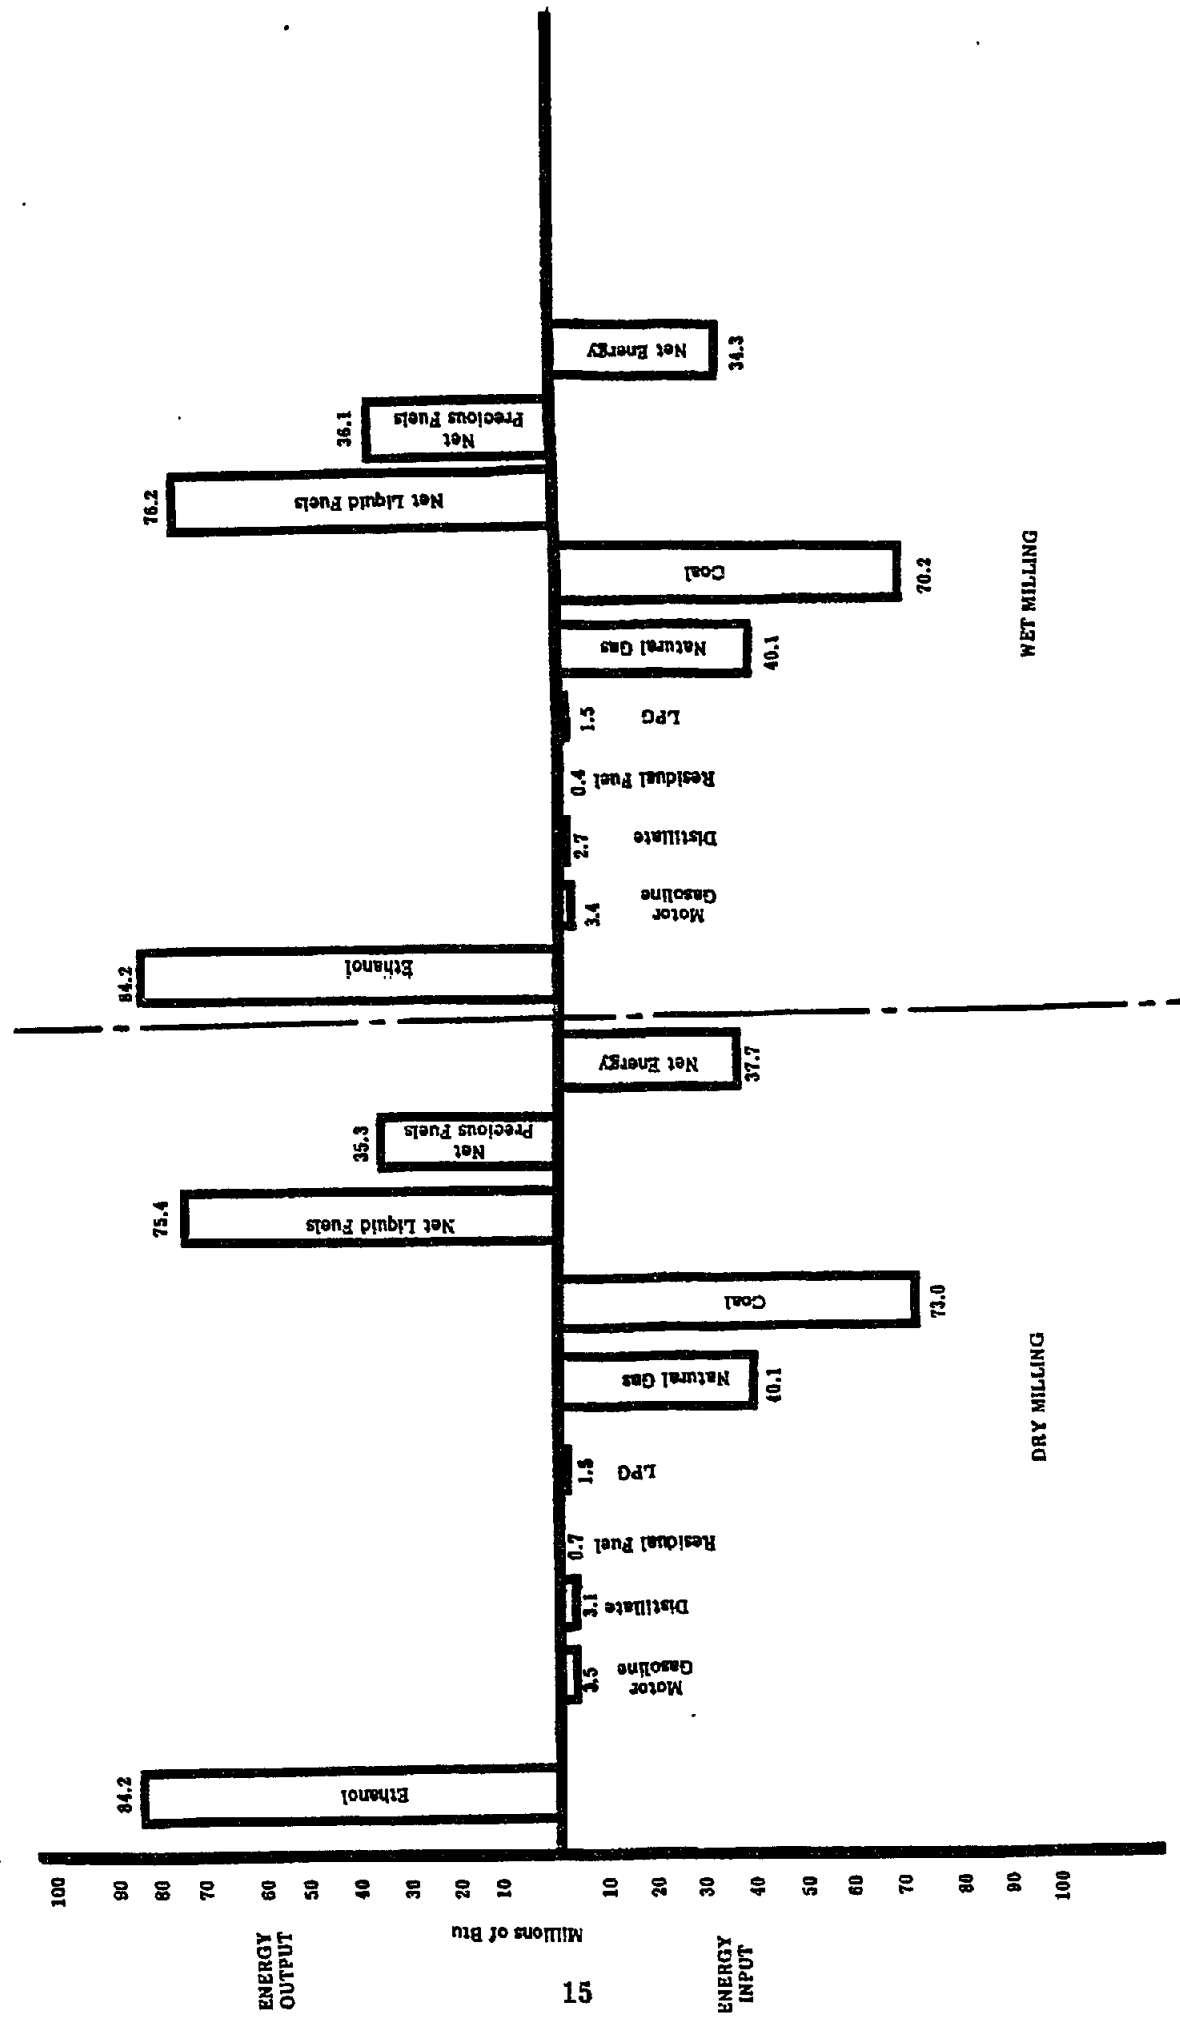 ENERGY
OUTPUT
100
90
80
70
60
50
40
30
20
10
Millions of Btu
10
20
30
40
50
60
70
80
90
100
ENERGY
INPUT
15
84.2
Ethanol
3.5
Motor
Gasoline
3.1
Distillate
0.7
Residual Fuel
1.5
LPG
40.1
Natural Gas
73.0
Coal
75.4
Net Liquid Fuels
35.3
Net
Precious Fuels
37.7
Net Energy
DRY MILLING
84.2
Ethanol
3.4
Motor
Gasoline
2.7
Distillate
0.4
Residual Fuel
1.5
LPG
40.1
Natural Gas
70.2
Coal
76.2
Net Liquid Fuels
36.1
Net
Precious Fuels
34.3
Net Energy
WET MILLING